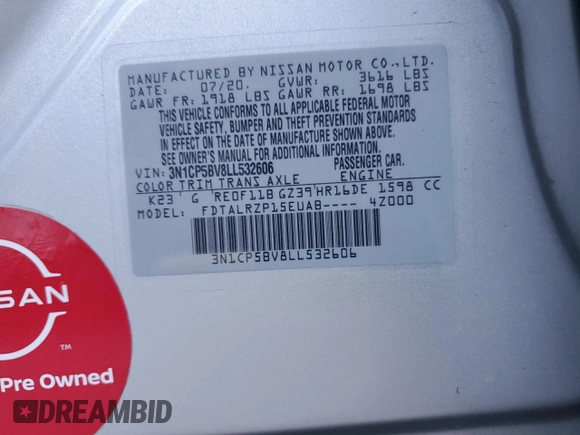 MANUFACTURED BY NISSAN MOTOR CO.,LTD.
DATE: 07/20. GVWR: 3616 LBS
GAWR FR: 1918 LBS GAWR RR: 1698 LBS
THIS VEHICLE CONFORMS TO ALL APPLICABLE FEDERAL MOTOR
VEHICLE SAFETY, BUMPER AND THEFT PREVENTION STANDARDS
IN EFFECT ON THE DATE OF MANUFACTURE SHOWN ABOVE.
SEE OWNER'S MANUAL FOR ADDITIONAL INFORMATION
VIN: 3N1CP5BV8LL532606 PASSENGER CAR.
COLOR TRIM TRANS AXLE ENGINE
K23 G RE0F11B GZ39 HR16DE 1598 CC
MODEL: FDTALRZP15EUAB---- 4Z000
3N1CP5BV8LL532606
SSAN
TM
Pre Owned
DREAMBID